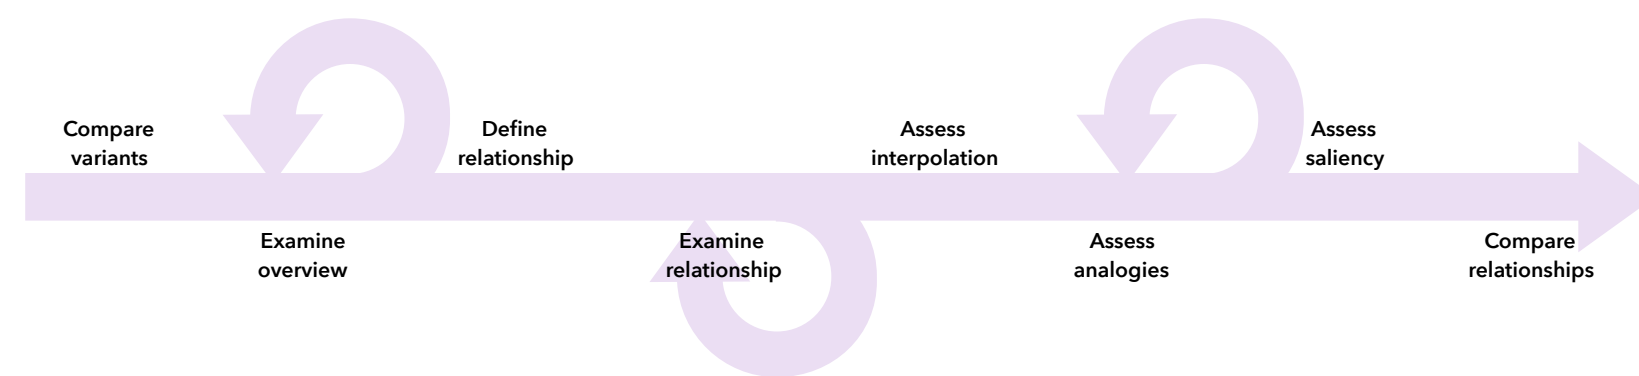 Compare
variants
Examine
overview
Define
relationship
Examine
relationship
Assess
interpolation
Assess
analogies
Assess
saliency
Compare
relationships